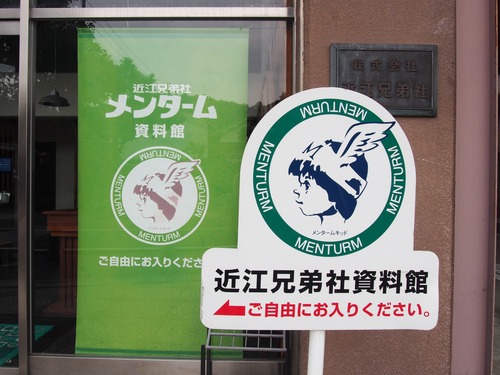 近江兄弟社
メンターム
資料館
MENTURM
MENTURM
MENTURM
MENTURM
ご自由にお入りくださ
株式会社
近江兄弟社
MENTURM
MENTURM
MENTURM
MENTURM
メンタームキッド
近江兄弟社資料館
ご自由にお入りください。